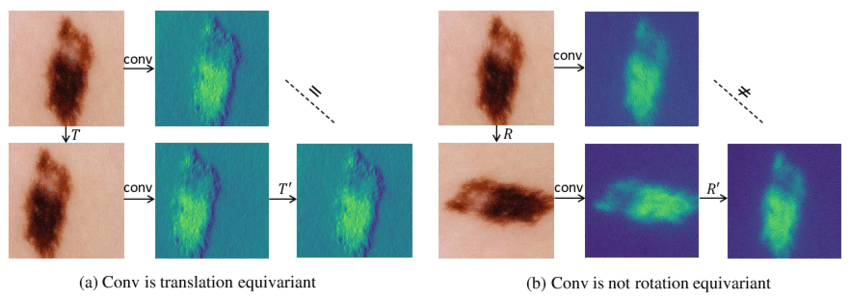 conv
conv
=
≠
T
R
conv
T′
conv
R′
(a) Conv is translation equivariant
(b) Conv is not rotation equivariant